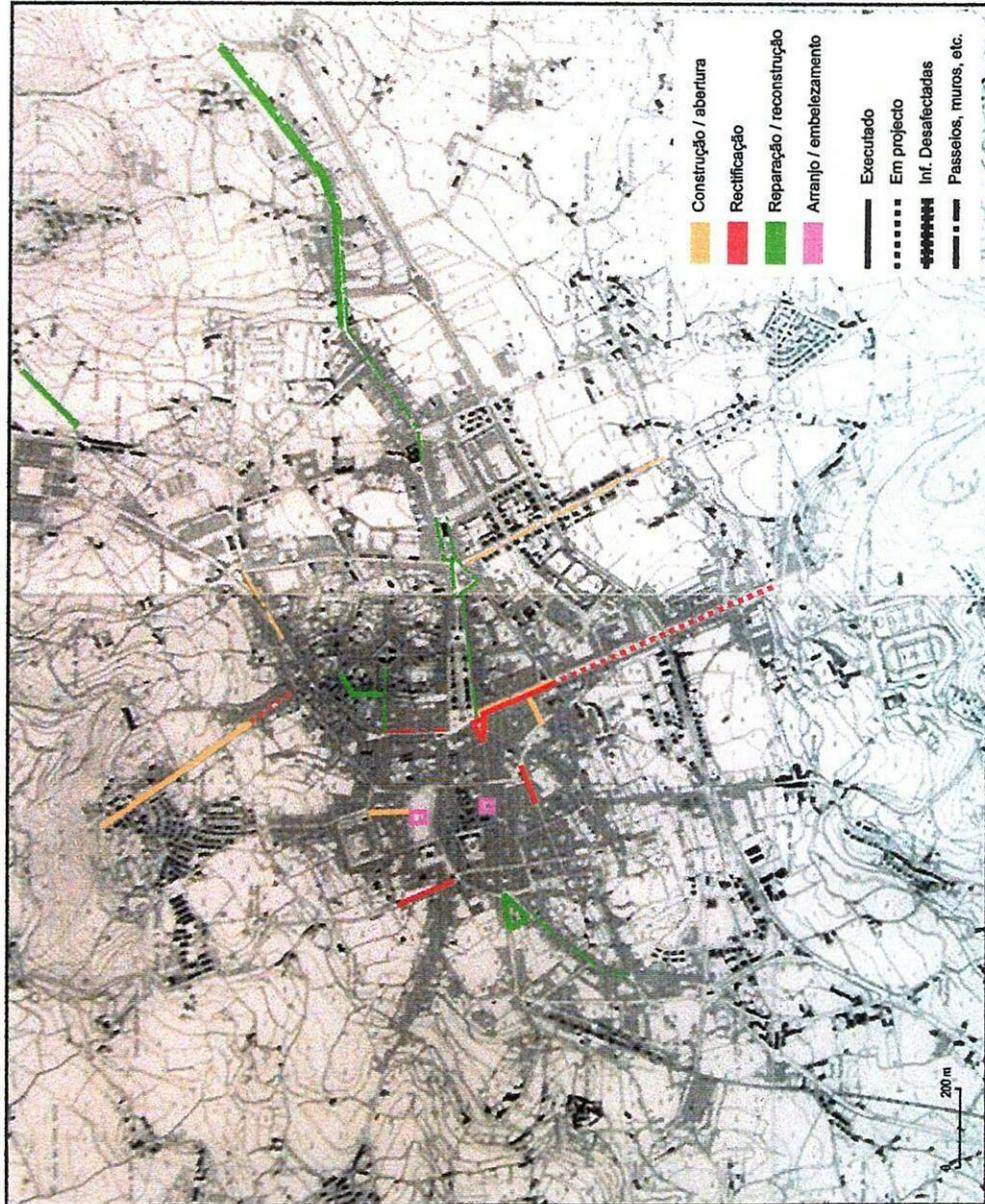 Construção / abertura
Rectificação
Reparação / reconstrução
Arranjo / embelezamento
Executado
Em projecto
Inf. Desafectadas
Passeios, muros, etc.
0 200 m